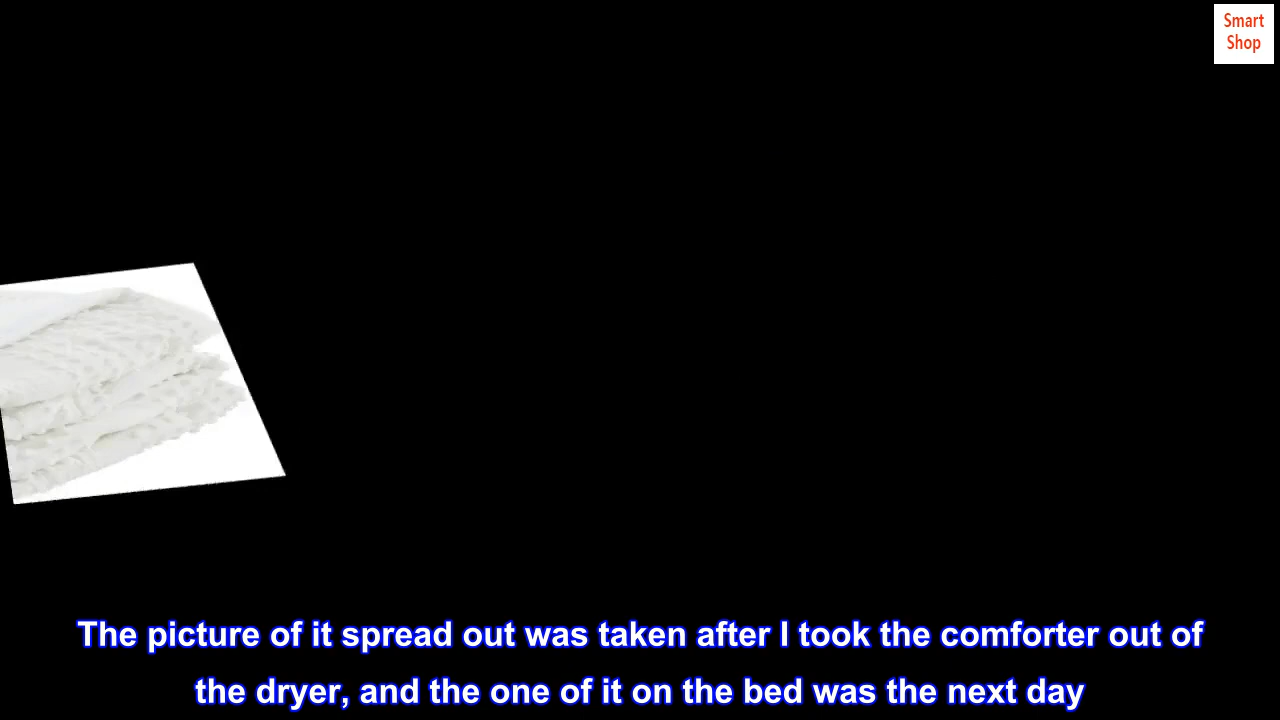 Smart
Shop
The picture of it spread out was taken after I took the comforter out of
the dryer, and the one of it on the bed was the next day